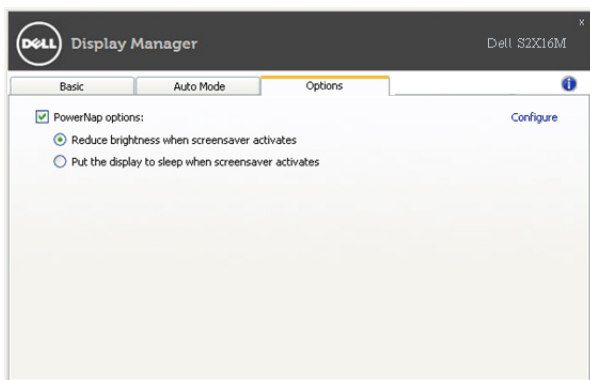 x
DELL Display Manager Dell S2X16M
Basic Auto Mode Options i
PowerNap options: Configure
Reduce brightness when screensaver activates
Put the display to sleep when screensaver activates